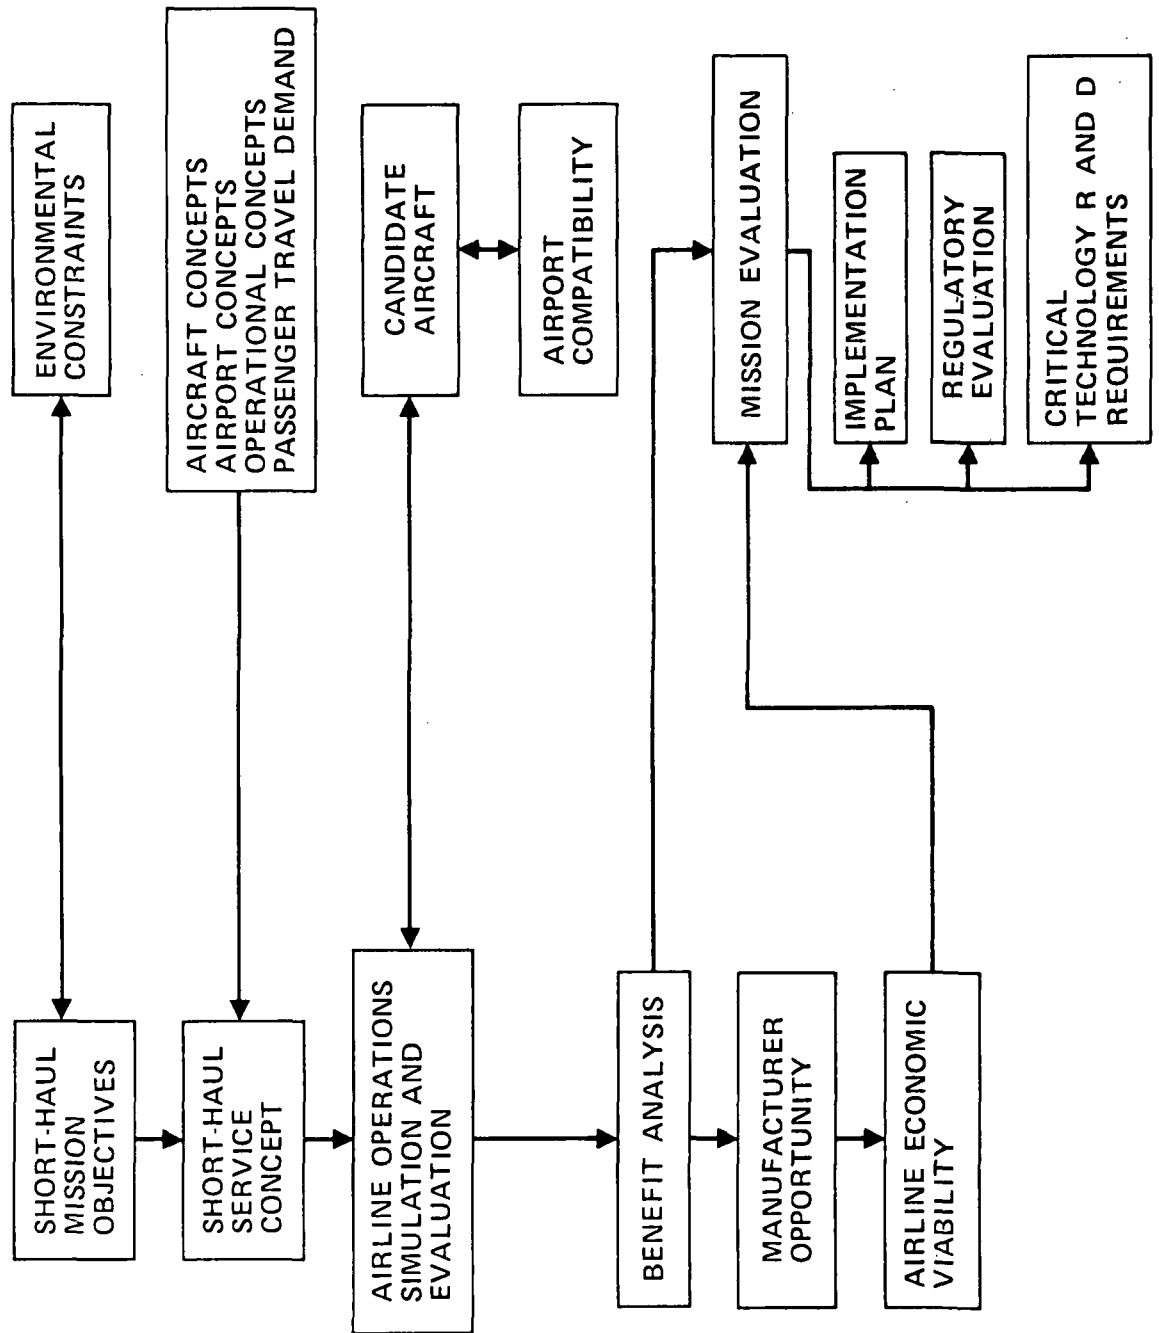 SHORT-HAUL
MISSION
OBJECTIVES
ENVIRONMENTAL
CONSTRAINTS
SHORT-HAUL
SERVICE
CONCEPT
AIRCRAFT CONCEPTS
AIRPORT CONCEPTS
OPERATIONAL CONCEPTS
PASSENGER TRAVEL DEMAND
AIRLINE OPERATIONS
SIMULATION AND
EVALUATION
CANDIDATE
AIRCRAFT
AIRPORT
COMPATIBILITY
BENEFIT ANALYSIS
MANUFACTURER
OPPORTUNITY
AIRLINE ECONOMIC
VIABILITY
MISSION EVALUATION
IMPLEMENTATION
PLAN
REGULATORY
EVALUATION
CRITICAL
TECHNOLOGY R AND D
REQUIREMENTS